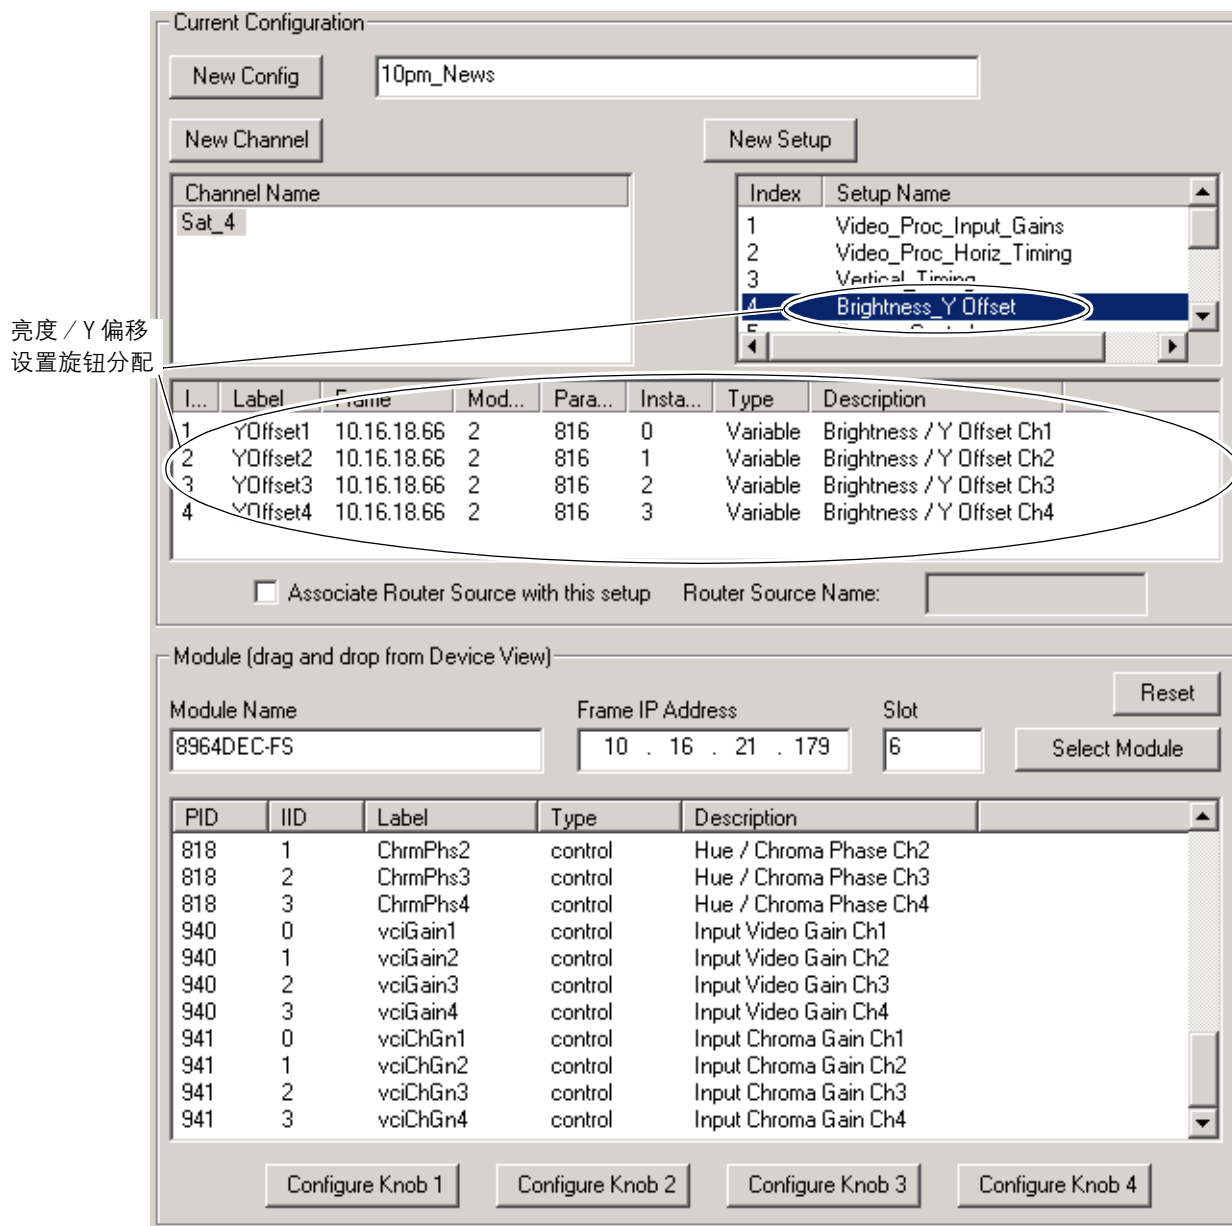 Current Configuration
New Config 10pm_News
New Channel New Setup
Channel Name
Sat_4
Index Setup Name
1 Video_Proc_Input_Gains
2 Video_Proc_Horiz_Timing
3 Vertical_Timing
4 Brightness_Y Offset
亮度／Y 偏移
设置旋钮分配
I... Label Frame Mod... Para... Insta... Type Description
1 YOffset1 10.16.18.66 2 816 0 Variable Brightness / Y Offset Ch1
2 YOffset2 10.16.18.66 2 816 1 Variable Brightness / Y Offset Ch2
3 YOffset3 10.16.18.66 2 816 2 Variable Brightness / Y Offset Ch3
4 YOffset4 10.16.18.66 2 816 3 Variable Brightness / Y Offset Ch4
Associate Router Source with this setup Router Source Name:
Module (drag and drop from Device View)
Reset
Module Name Frame IP Address Slot
8964DEC-FS 10 . 16 . 21 . 179 6 Select Module
PID IID Label Type Description
818 1 ChrmPhs2 control Hue / Chroma Phase Ch2
818 2 ChrmPhs3 control Hue / Chroma Phase Ch3
818 3 ChrmPhs4 control Hue / Chroma Phase Ch4
940 0 vciGain1 control Input Video Gain Ch1
940 1 vciGain2 control Input Video Gain Ch2
940 2 vciGain3 control Input Video Gain Ch3
940 3 vciGain4 control Input Video Gain Ch4
941 0 vciChGn1 control Input Chroma Gain Ch1
941 1 vciChGn2 control Input Chroma Gain Ch2
941 2 vciChGn3 control Input Chroma Gain Ch3
941 3 vciChGn4 control Input Chroma Gain Ch4
Configure Knob 1 Configure Knob 2 Configure Knob 3 Configure Knob 4